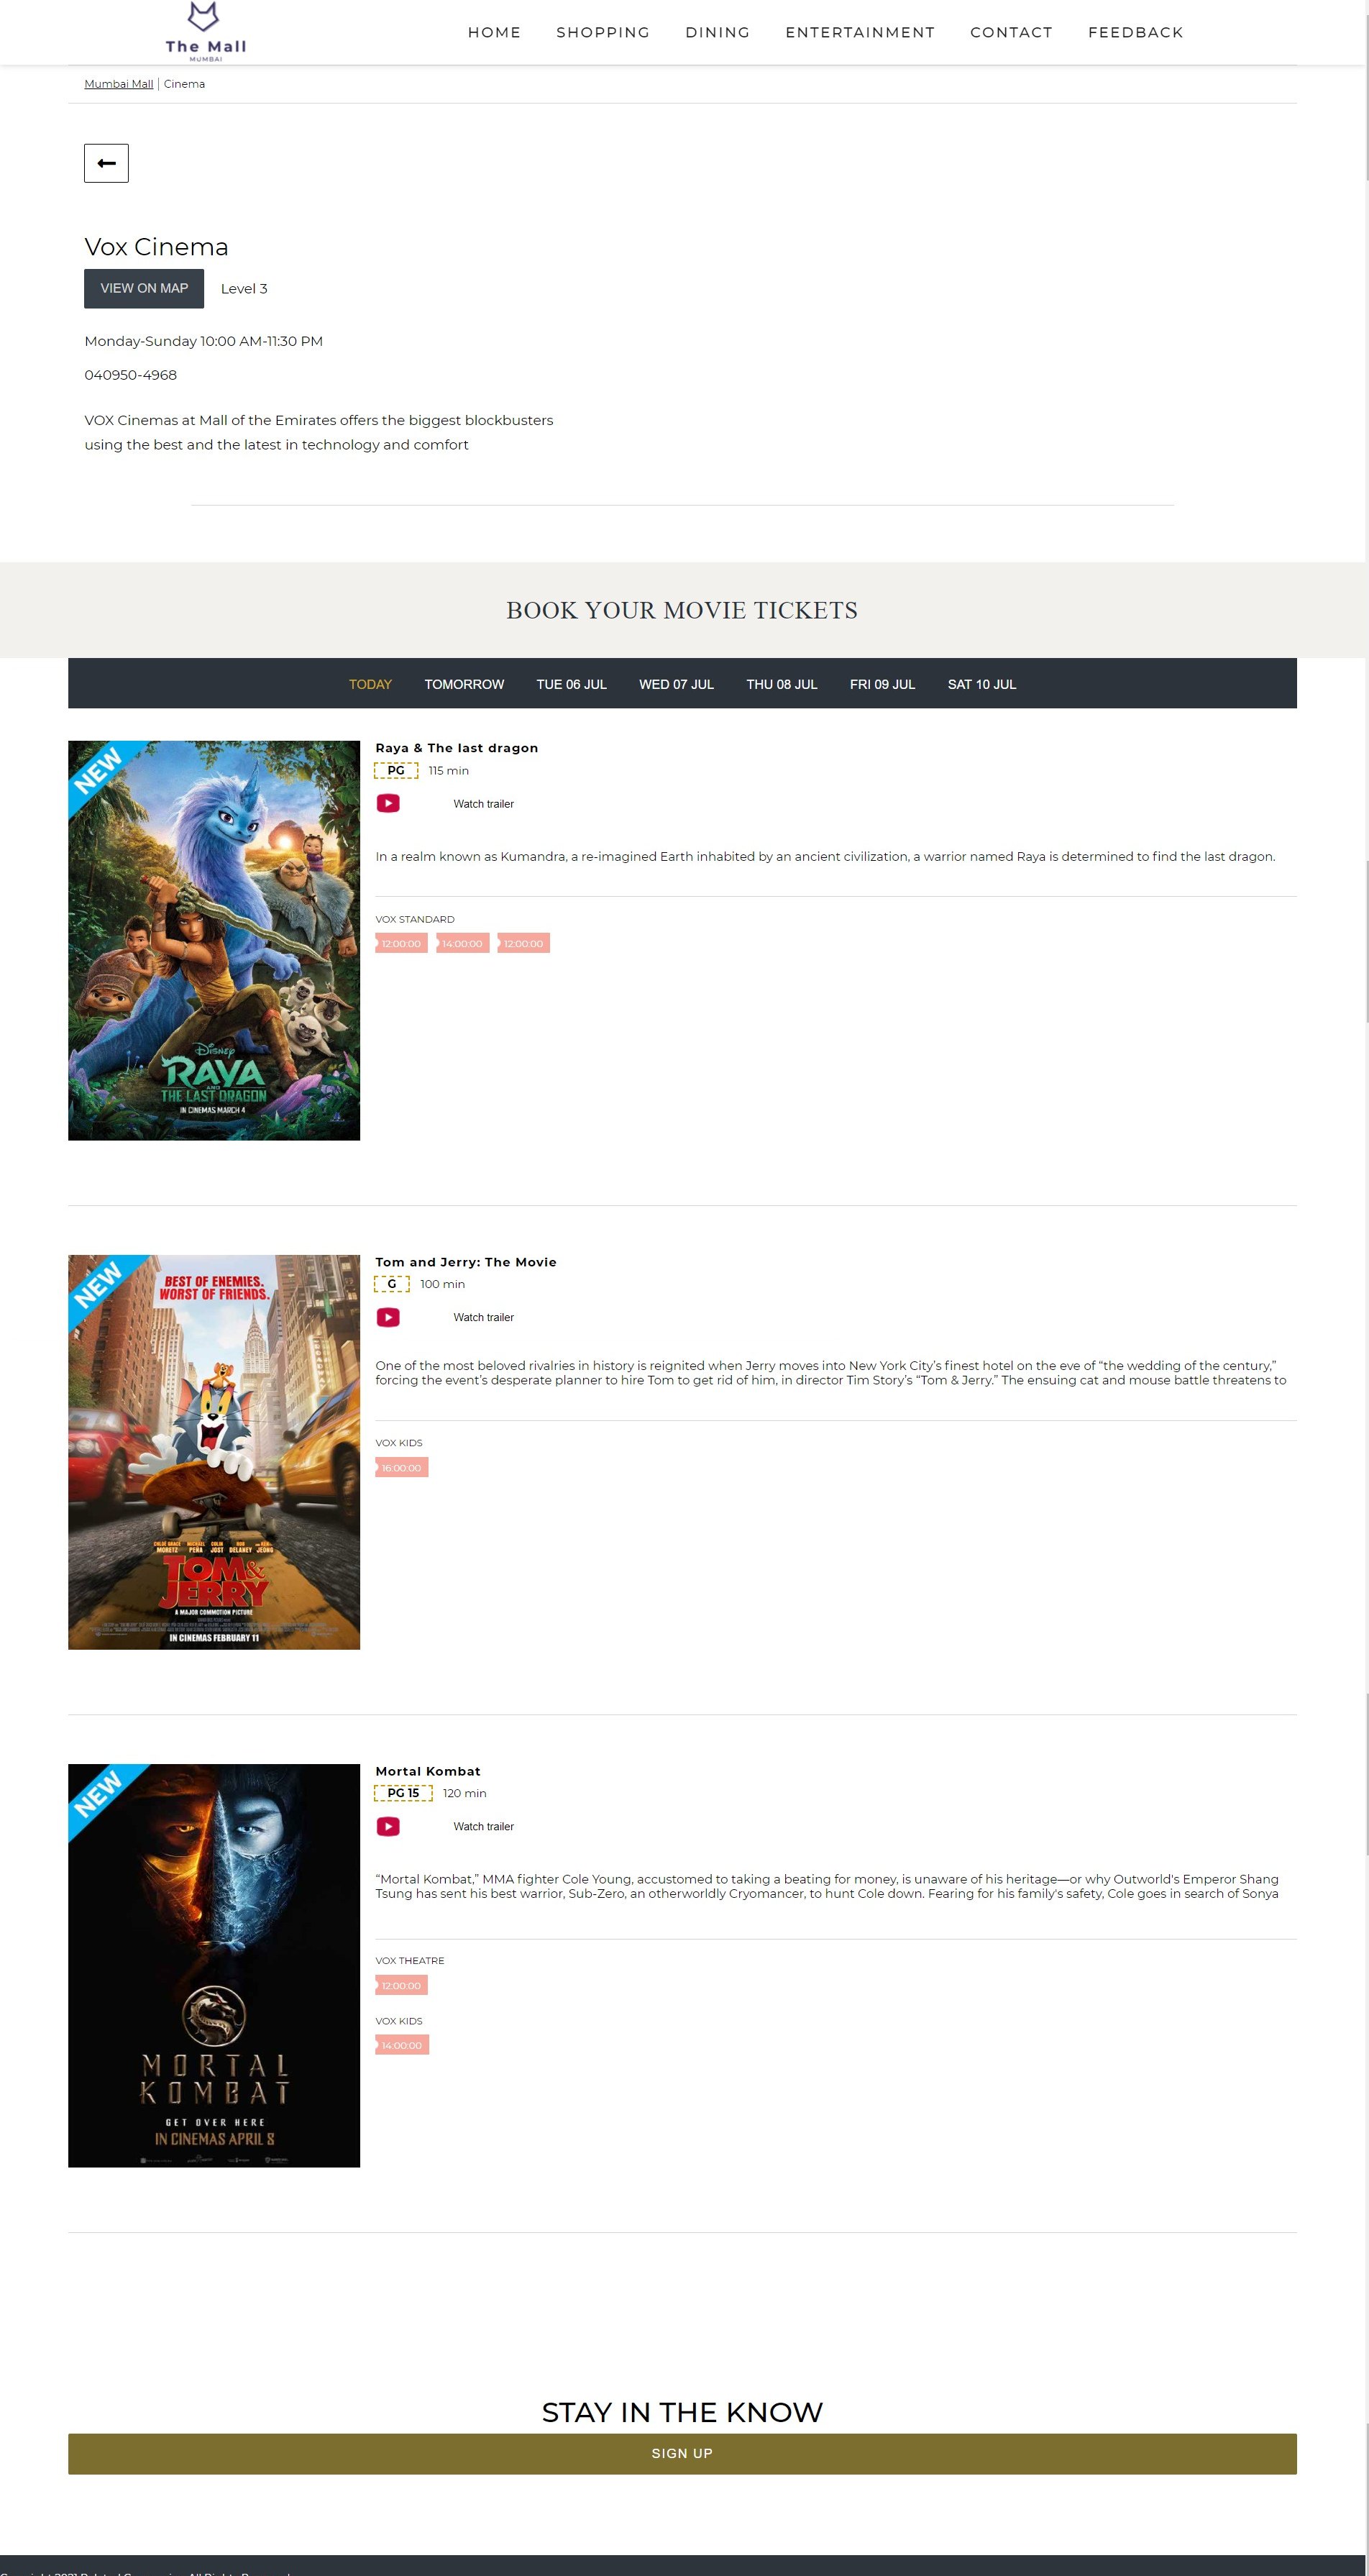 The Mall
MUMBAI
HOME SHOPPING DINING ENTERTAINMENT CONTACT FEEDBACK
Mumbai Mall | Cinema
Vox Cinema
VIEW ON MAP Level 3
Monday-Sunday 10:00 AM-11:30 PM
040950-4968
VOX Cinemas at Mall of the Emirates offers the biggest blockbusters
using the best and the latest in technology and comfort
BOOK YOUR MOVIE TICKETS
TODAY TOMORROW TUE 06 JUL WED 07 JUL THU 08 JUL FRI 09 JUL SAT 10 JUL
NEW
Disney
RAYA
AND
THE LAST DRAGON
IN CINEMAS MARCH 4
Raya & The last dragon
PG 115 min
Watch trailer
In a realm known as Kumandra, a re-imagined Earth inhabited by an ancient civilization, a warrior named Raya is determined to find the last dragon.
VOX STANDARD
12:00:00 14:00:00 12:00:00
NEW
BEST OF ENEMIES.
WORST OF FRIENDS.
CHLOË GRACE MICHAEL COLIN ROB KEN
MORETZ PEÑA JOST DELANEY JEONG
TOM &
JERRY
A MAJOR COMMOTION PICTURE
IN CINEMAS FEBRUARY 11
Tom and Jerry: The Movie
G 100 min
Watch trailer
One of the most beloved rivalries in history is reignited when Jerry moves into New York City’s finest hotel on the eve of “the wedding of the century,”
forcing the event’s desperate planner to hire Tom to get rid of him, in director Tim Story’s “Tom & Jerry.” The ensuing cat and mouse battle threatens to
VOX KIDS
16:00:00
NEW
MORTAL
KOMBAT
GET OVER HERE
IN CINEMAS APRIL 8
Mortal Kombat
PG 15 120 min
Watch trailer
“Mortal Kombat,” MMA fighter Cole Young, accustomed to taking a beating for money, is unaware of his heritage—or why Outworld's Emperor Shang
Tsung has sent his best warrior, Sub-Zero, an otherworldly Cryomancer, to hunt Cole down. Fearing for his family's safety, Cole goes in search of Sonya
VOX THEATRE
12:00:00
VOX KIDS
14:00:00
STAY IN THE KNOW
SIGN UP